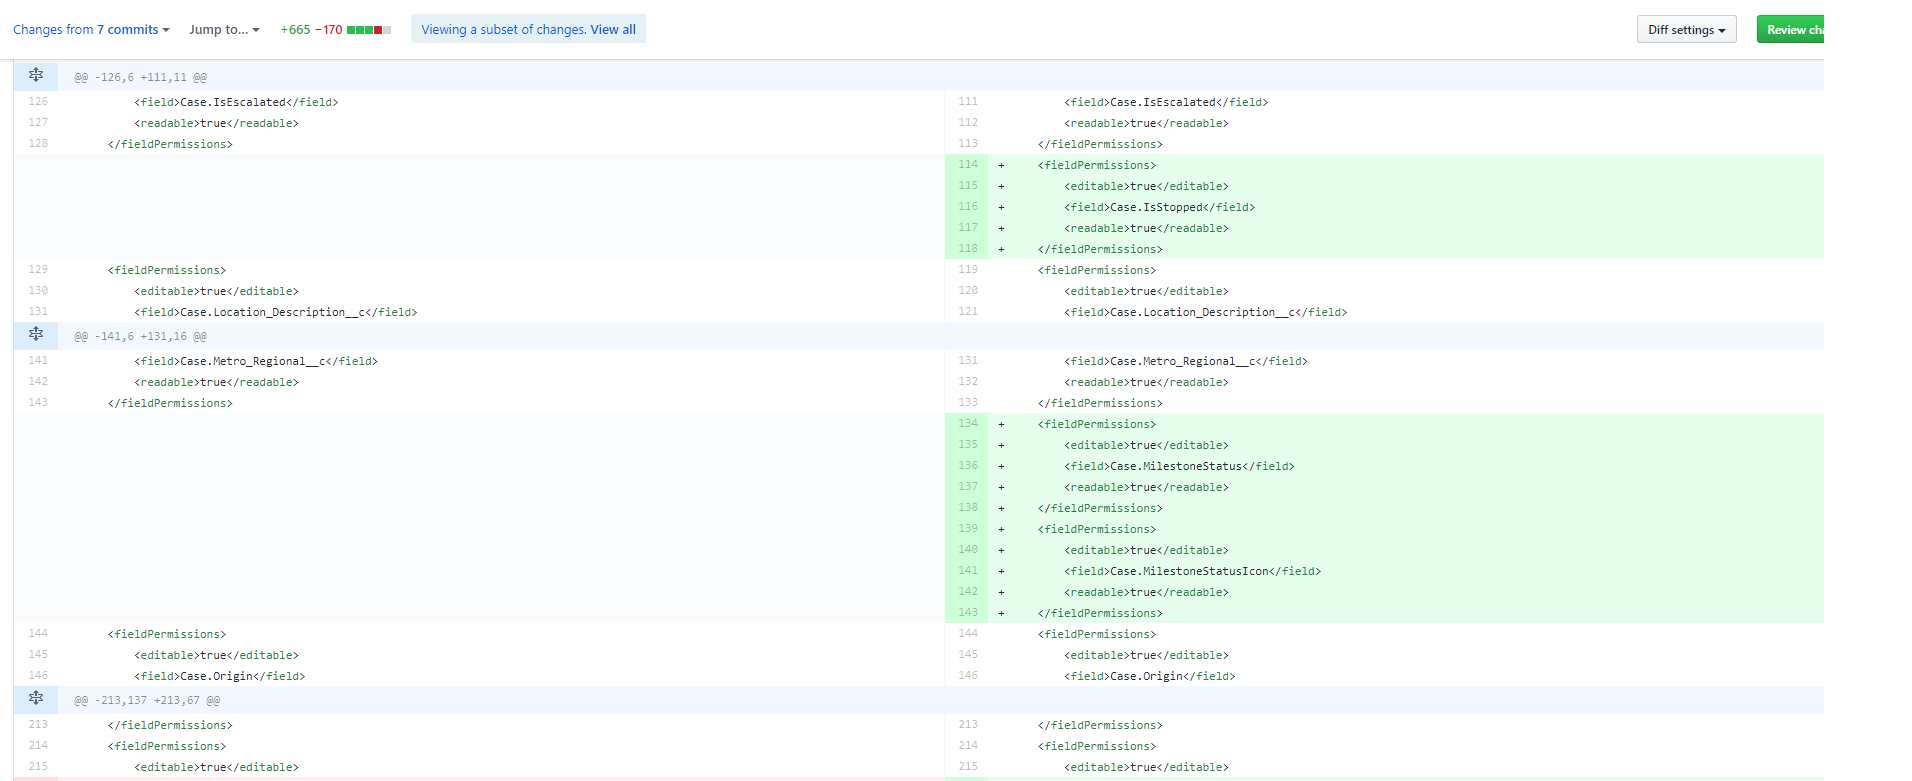 Changes from 7 commits Jump to... +665 −170 Viewing a subset of changes. View all Diff settings Review cha
@@ -126,6 +111,11 @@
126 <field>Case.IsEscalated</field> 111 <field>Case.IsEscalated</field>
127 <readable>true</readable> 112 <readable>true</readable>
128 </fieldPermissions> 113 </fieldPermissions>
114 + <fieldPermissions>
115 + <editable>true</editable>
116 + <field>Case.IsStopped</field>
117 + <readable>true</readable>
118 + </fieldPermissions>
129 <fieldPermissions> 119 <fieldPermissions>
130 <editable>true</editable> 120 <editable>true</editable>
131 <field>Case.Location_Description__c</field> 121 <field>Case.Location_Description__c</field>
@@ -141,6 +131,16 @@
141 <field>Case.Metro_Regional__c</field> 131 <field>Case.Metro_Regional__c</field>
142 <readable>true</readable> 132 <readable>true</readable>
143 </fieldPermissions> 133 </fieldPermissions>
134 + <fieldPermissions>
135 + <editable>true</editable>
136 + <field>Case.MilestoneStatus</field>
137 + <readable>true</readable>
138 + </fieldPermissions>
139 + <fieldPermissions>
140 + <editable>true</editable>
141 + <field>Case.MilestoneStatusIcon</field>
142 + <readable>true</readable>
143 + </fieldPermissions>
144 <fieldPermissions> 144 <fieldPermissions>
145 <editable>true</editable> 145 <editable>true</editable>
146 <field>Case.Origin</field> 146 <field>Case.Origin</field>
@@ -213,137 +213,67 @@
213 </fieldPermissions> 213 </fieldPermissions>
214 <fieldPermissions> 214 <fieldPermissions>
215 <editable>true</editable> 215 <editable>true</editable>